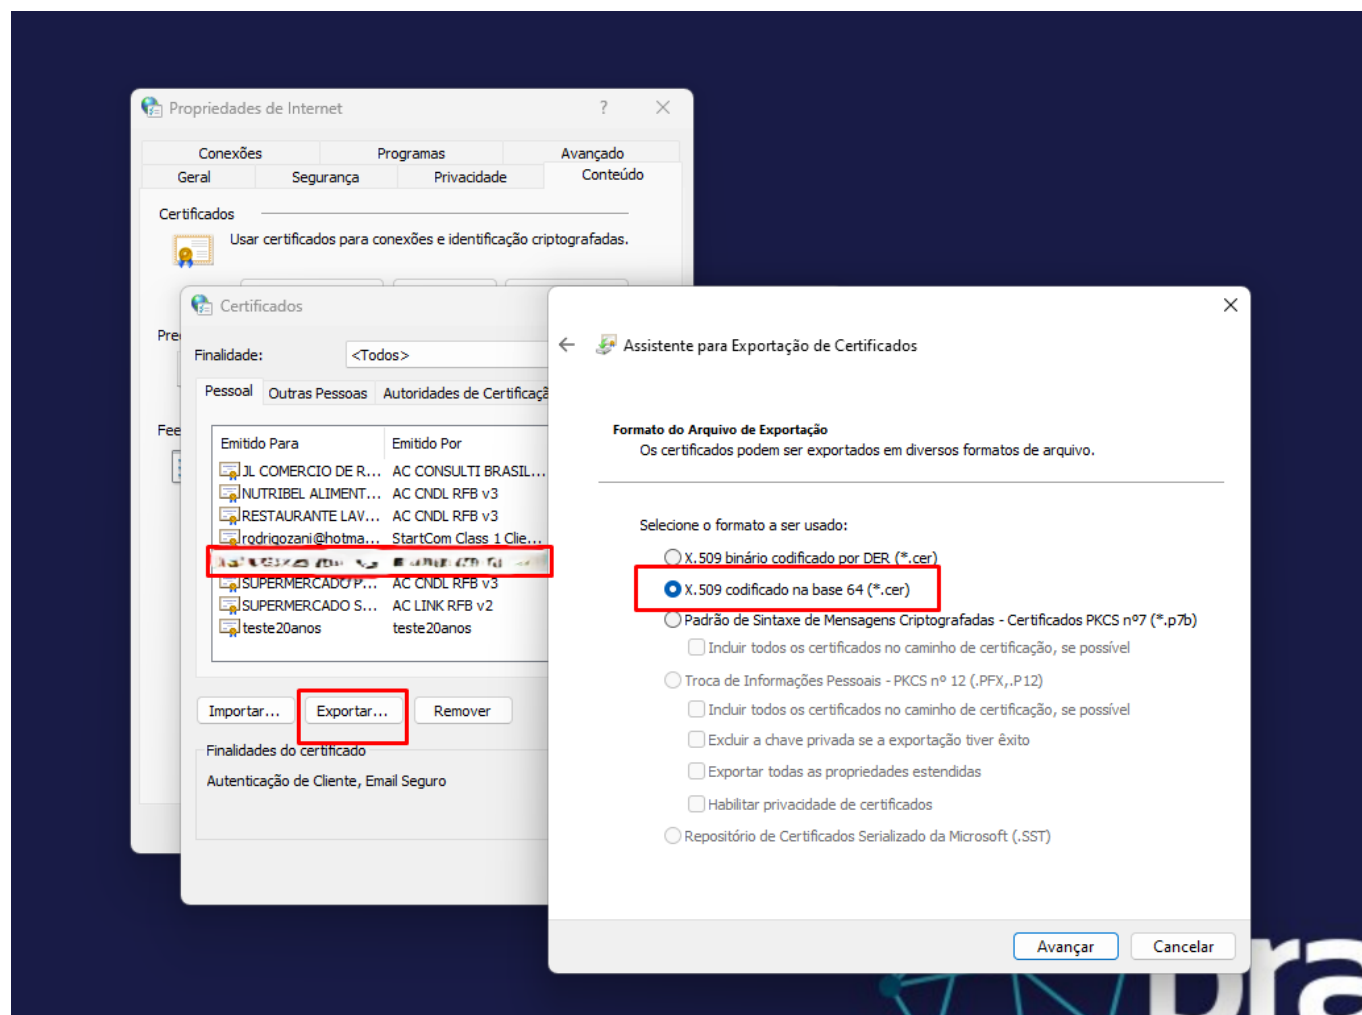 Propriedades de Internet
?
Conexões Programas Avançado
Geral Segurança Privacidade Conteúdo
Certificados
Usar certificados para conexões e identificação criptografadas.
Certificados
Finalidade: <Todos>
Pessoal Outras Pessoas Autoridades de
Emitido Para Emitido Por
JL COMERCIO DE R... AC CONSULTI BRASIL...
NUTRIBEL ALIMENT... AC CNDL RFB v3
RESTAURANTE LAV... AC CNDL RFB v3
rodrigozani@hotma... StartCom Class 1 Clie...
SUPERMERCADO P... AC CNDL RFB v3
SUPERMERCADO S... AC LINK RFB v2
teste20anos teste20anos
Importar... Exportar... Remover
Finalidades do certificado
Autenticação de Cliente, Email Seguro
Assistente para Exportação de Certificados
Formato do Arquivo de Exportação
Os certificados podem ser exportados em diversos formatos de arquivo.
Selecione o formato a ser usado:
X.509 binário codificado por DER (*.cer)
X.509 codificado na base 64 (*.cer)
Padrão de Sintaxe de Mensagens Criptografadas - Certificados PKCS nº7 (*.p7b)
Incluir todos os certificados no caminho de certificação, se possível
Troca de Informações Pessoais - PKCS nº 12 (.PFX,.P12)
Incluir todos os certificados no caminho de certificação, se possível
Excluir a chave privada se a exportação tiver êxito
Exportar todas as propriedades estendidas
Habilitar privacidade de certificados
Repositório de Certificados Serializado da Microsoft (.SST)
Avançar Cancelar